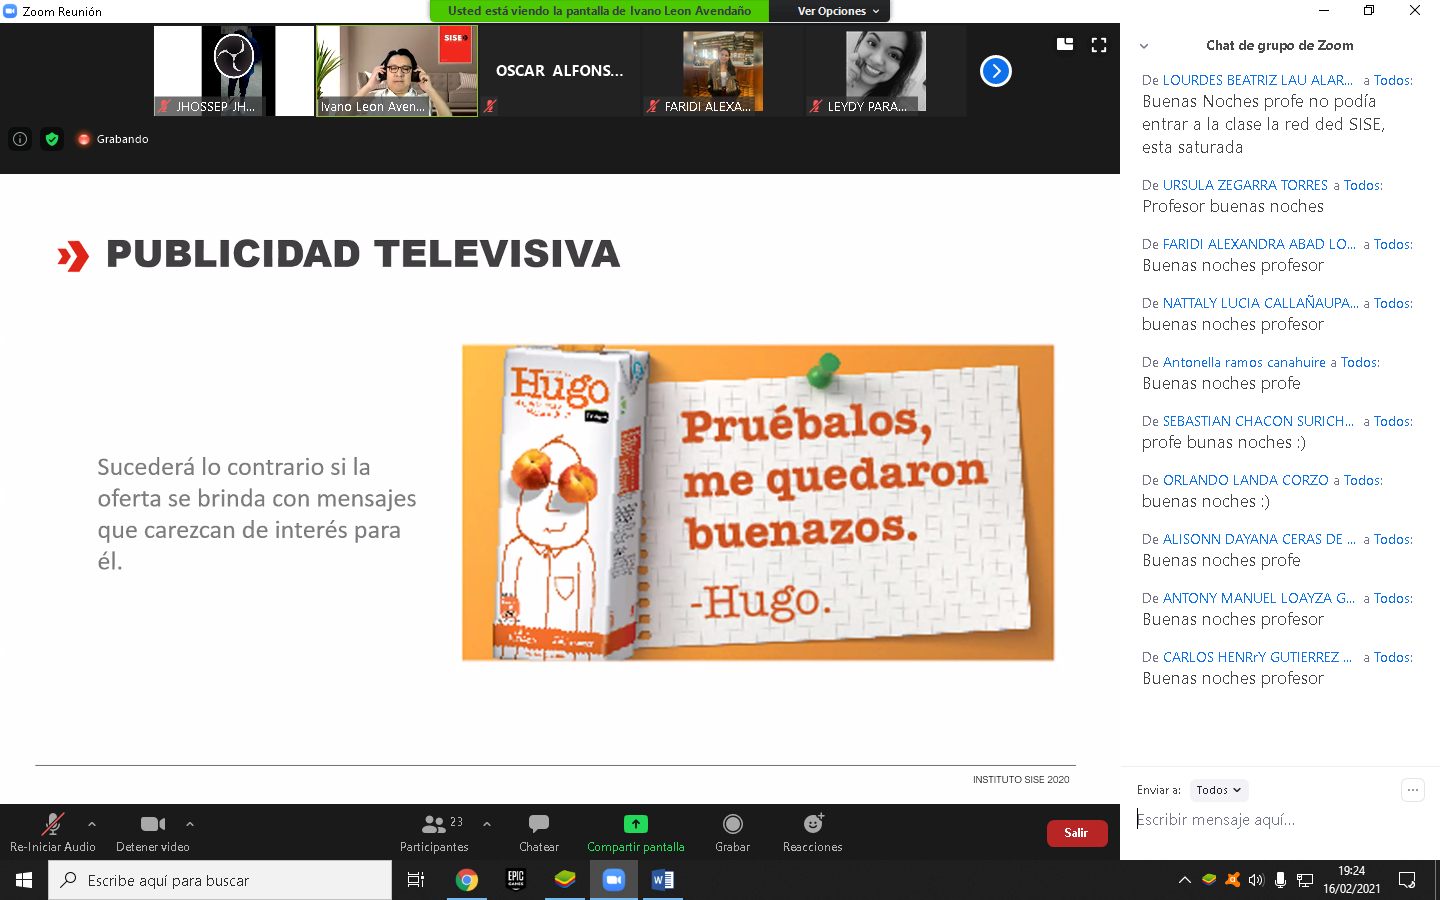 Zoom Reunión
Usted está viendo la pantalla de Ivano Leon Avendaño
Ver Opciones
JHOSSEP JH...
SISE
Ivano Leon Aven...
OSCAR ALFONS...
FARIDI ALEXA...
LEYDY PARA...
Grabando
PUBLICIDAD TELEVISIVA
Sucederá lo contrario si la
oferta se brinda con mensajes
que carezcan de interés para
él.
Hugo
Pruébalos,
me quedaron
buenazos.
-Hugo.
INSTITUTO SISE 2020
Re-Iniciar Audio
Detener video
23
Participantes
Chatear
Compartir pantalla
Grabar
Reacciones
Salir
Chat de grupo de Zoom
De LOURDES BEATRIZ LAU ALAR... a Todos:
Buenas Noches profe no podía
entrar a la clase la red ded SISE,
esta saturada
De URSULA ZEGARRA TORRES a Todos:
Profesor buenas noches
De FARIDI ALEXANDRA ABAD LO... a Todos:
Buenas noches profesor
De NATTALY LUCIA CALLAÑAUPA... a Todos:
buenas noches profesor
De Antonella ramos canahuire a Todos:
Buenas noches profe
De SEBASTIAN CHACON SURICH... a Todos:
profe bunas noches :)
De ORLANDO LANDA CORZO a Todos:
buenas noches :)
De ALISONN DAYANA CERAS DE ... a Todos:
Buenas noches profe
De ANTONY MANUEL LOAYZA G... a Todos:
Buenas noches profesor
De CARLOS HENRrY GUTIERREZ ... a Todos:
Buenas noches profesor
Enviar a: Todos
Escribir mensaje aquí...
Escribe aquí para buscar
EPIC
GAMES
19:24
16/02/2021